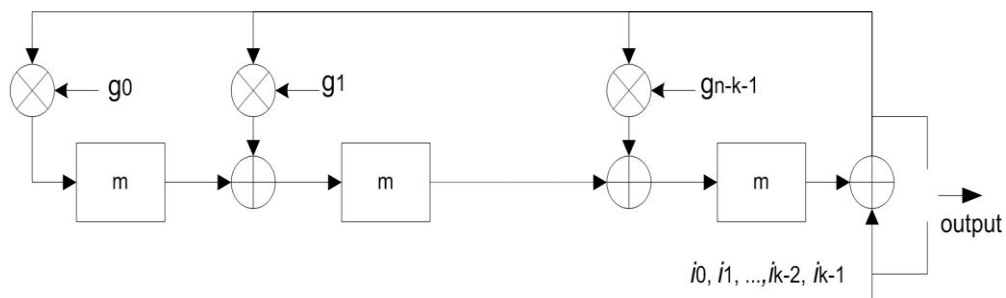 g0
g1
gn-k-1
m
m
m
output
i0, i1, ...,ik-2, ik-1